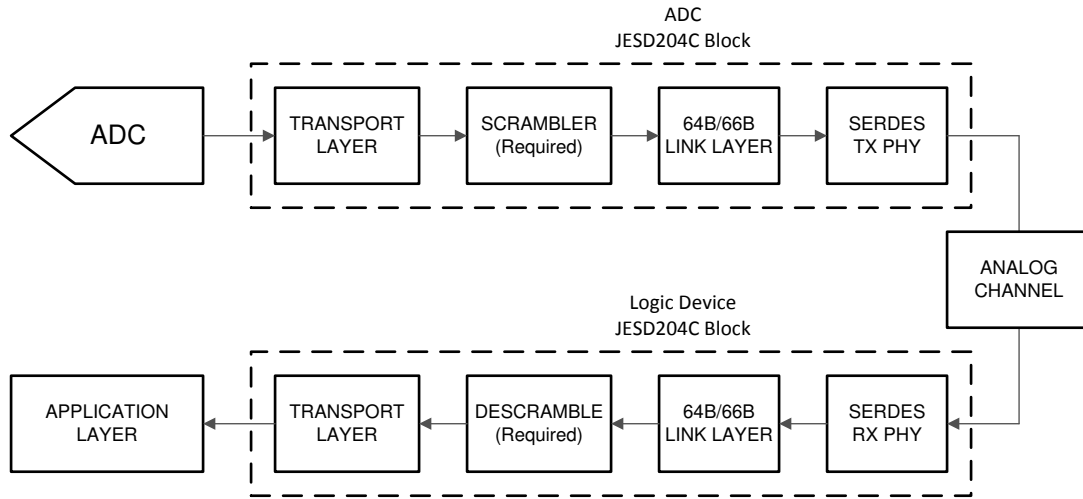 ADC
JESD204C Block
ADC
TRANSPORT
LAYER
SCRAMBLER
(Required)
64B/66B
LINK LAYER
SERDES
TX PHY
ANALOG
CHANNEL
Logic Device
JESD204C Block
APPLICATION
LAYER
TRANSPORT
LAYER
DESCRAMBLE
(Required)
64B/66B
LINK LAYER
SERDES
RX PHY